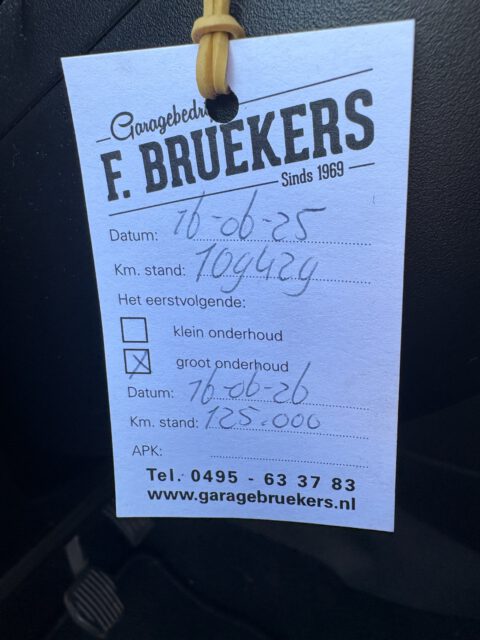 Garagebedrijf
F. BRUEKERS
Sinds 1969
Datum: 16-06-25
Km. stand: 109429
Het eerstvolgende:
klein onderhoud
X groot onderhoud
Datum: 16-06-26
Km. stand: 125.000
APK:
Tel. 0495 - 63 37 83
www.garagebruekers.nl